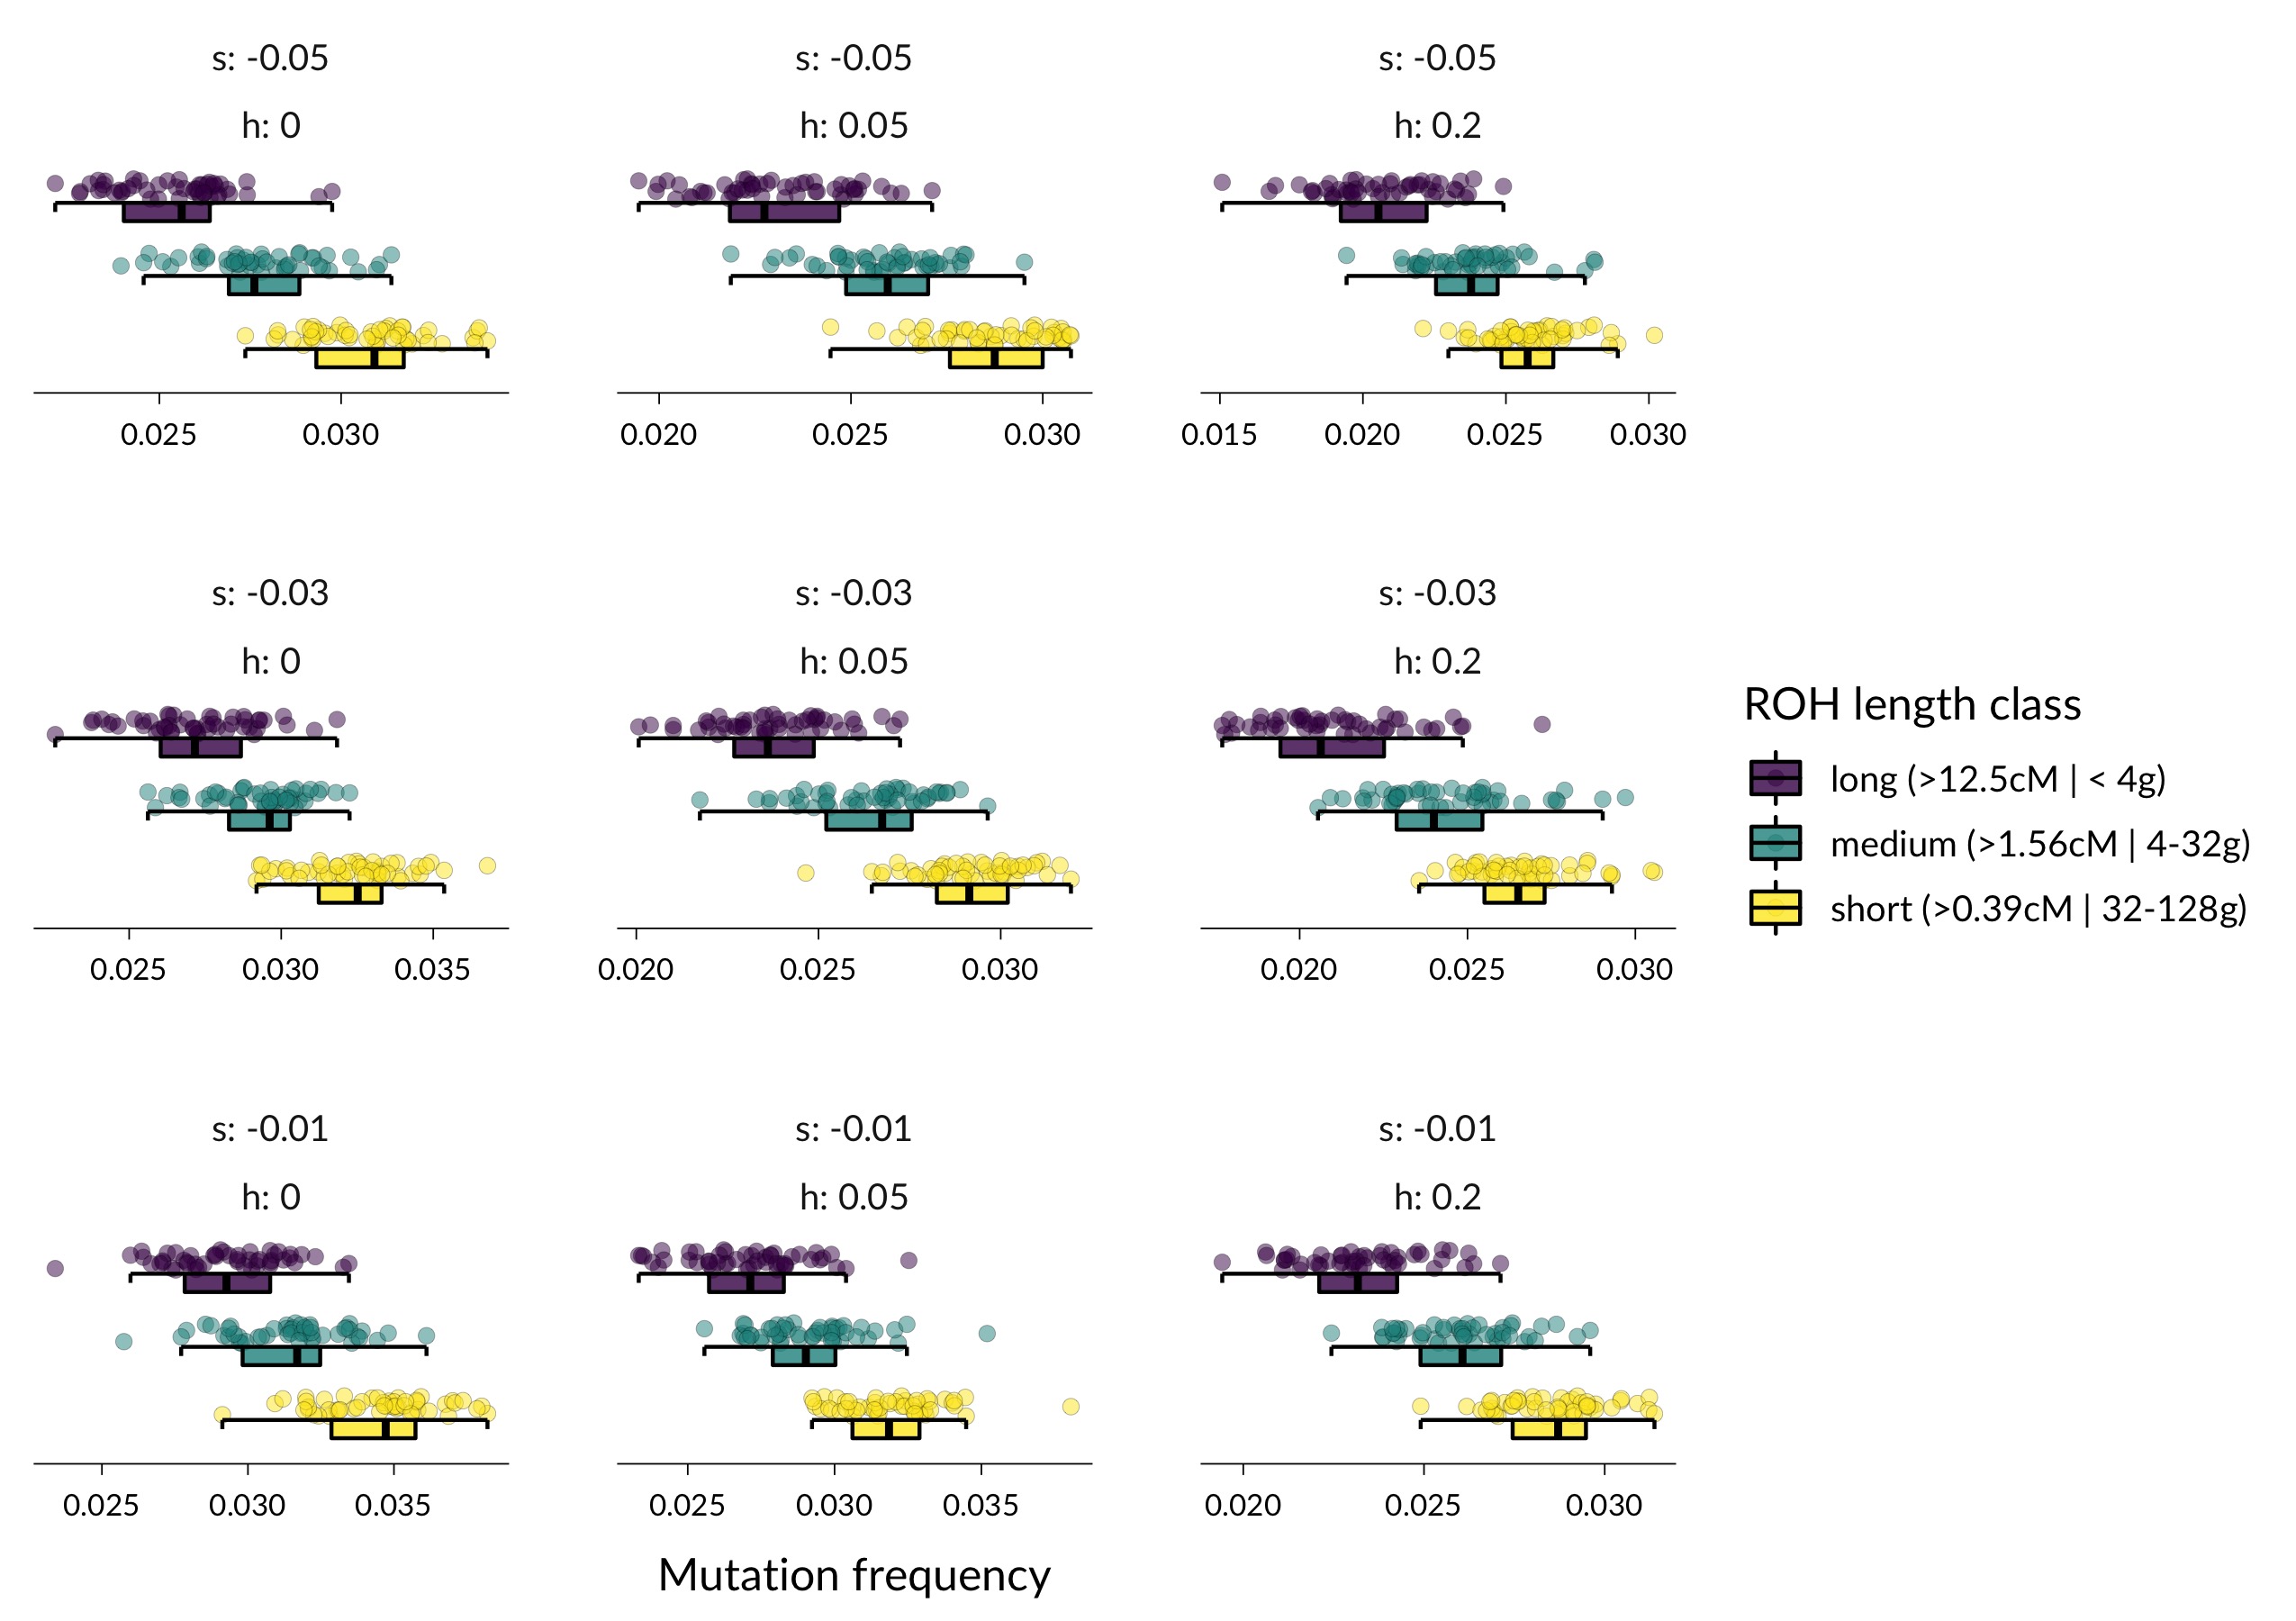 s: -0.05 s: -0.05 s: -0.05
h: 0 h: 0.05 h: 0.2
0.025 0.030 0.020 0.025 0.030 0.015 0.020 0.025 0.030
s: -0.03 s: -0.03 s: -0.03
h: 0 h: 0.05 h: 0.2
0.025 0.030 0.035 0.020 0.025 0.030 0.020 0.025 0.030
ROH length class
long (>12.5cM | < 4g)
medium (>1.56cM | 4-32g)
short (>0.39cM | 32-128g)
s: -0.01 s: -0.01 s: -0.01
h: 0 h: 0.05 h: 0.2
0.025 0.030 0.035 0.025 0.030 0.035 0.020 0.025 0.030
Mutation frequency